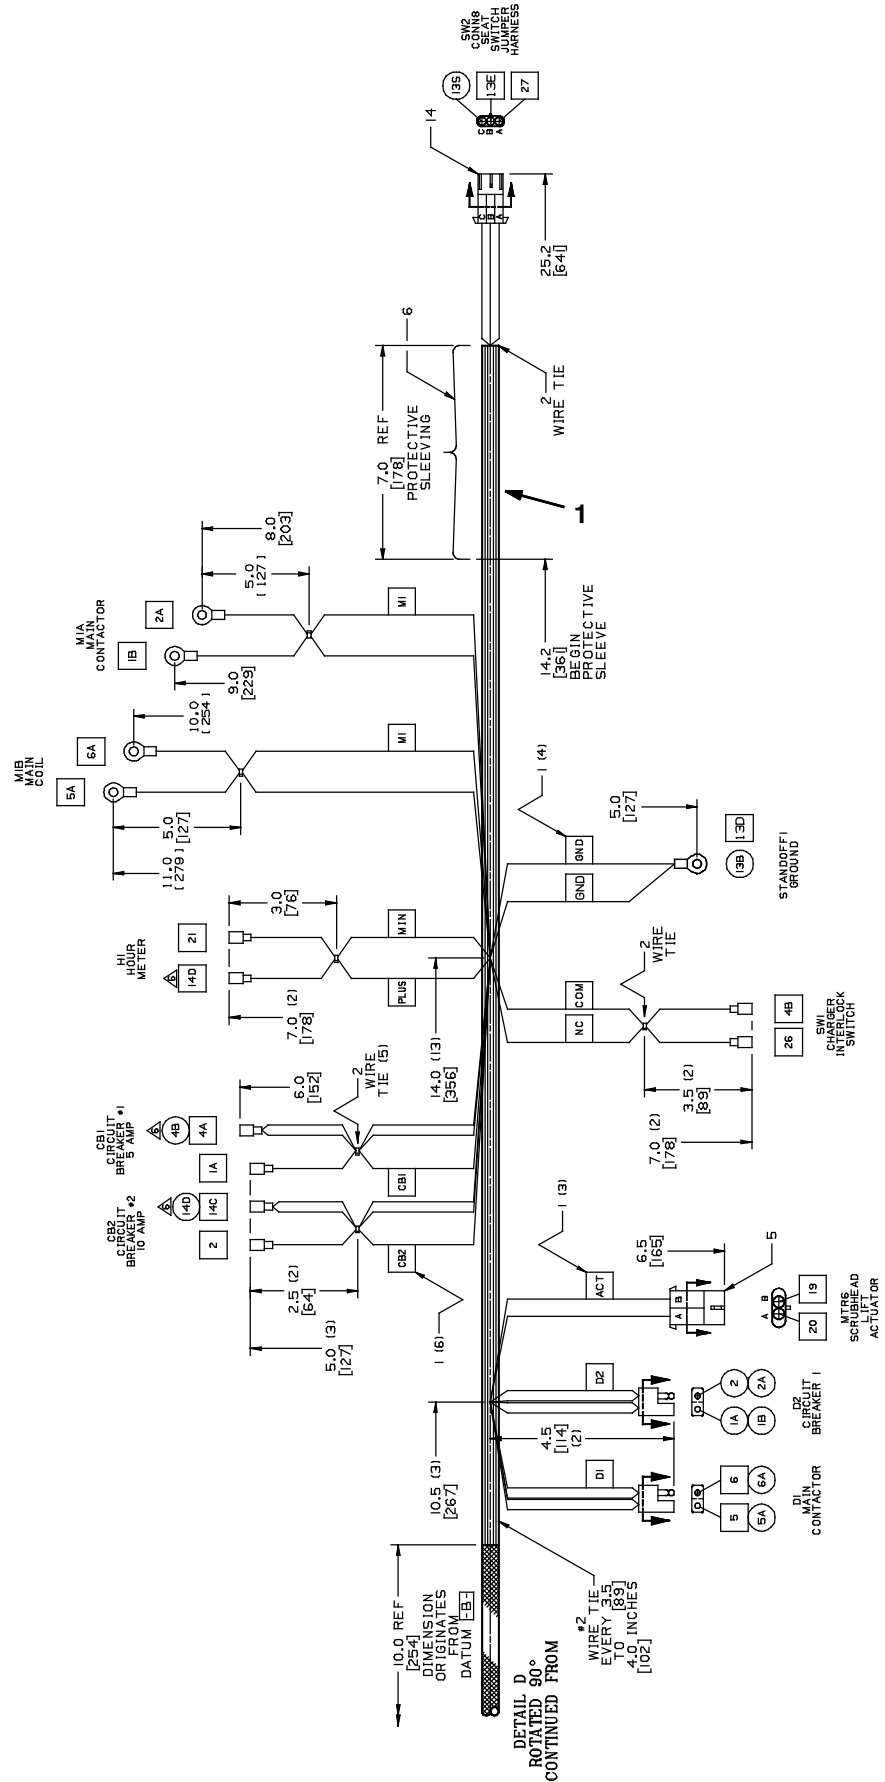 SW2
CONN8
SEAT
SWITCH
JUMPER
HARNESS
13S
13E
27
C
B
A
14
C
B
A
25.2
[641]
6
7.0 REF
[178]
PROTECTIVE
SLEEVING
2
WIRE TIE
1
14.2
[361]
BEGIN
PROTECTIVE
SLEEVE
M1A MAIN
CONTACTOR
2A
1B
8.0
[203]
5.0
[127]
9.0
[229]
M1
M1B
MAIN
COIL
6A
5A
10.0
[254]
5.0
[127]
11.0
[279]
M1
1 (4)
5.0
[127]
GND
GND
13D
13B
STANDOFF1
GROUND
H1
HOUR
METER
21
6
14D
3.0
[76]
7.0 (2)
[178]
MIN
PLUS
14.0 (13)
[356]
COM
NC
2
WIRE
TIE
4B
26
SW1
CHARGER
INTERLOCK
SWITCH
3.5 (2)
[89]
7.0 (2)
[178]
CB1
CIRCUIT
BREAKER #1
5 AMP
6
4B
4A
1A
6.0
[152]
2
WIRE
TIE (5)
CB1
CB2
CIRCUIT
BREAKER #2
10 AMP
6
14D
14C
2
2.5 (2)
[64]
5.0 (3)
[127]
CB2
1 (6)
1 (3)
ACT
6.5
[165]
5
B
A
B
A
19
20
MTR6
SCRUBHEAD
LIFT
ACTUATOR
D2
2
2A
1A
1B
D2
CIRCUIT
BREAKER 1
4.5
[114]
(2)
10.5 (3)
[267]
D1
6
6A
5
5A
D1
MAIN
CONTACTOR
10.0 REF
[254]
DIMENSION
ORIGINATES
FROM
DATUM -B-
#2
WIRE TIE
EVERY 3.5
[89]
TO
4.0 INCHES
[102]
DETAIL D
ROTATED 90°
CONTINUED FROM